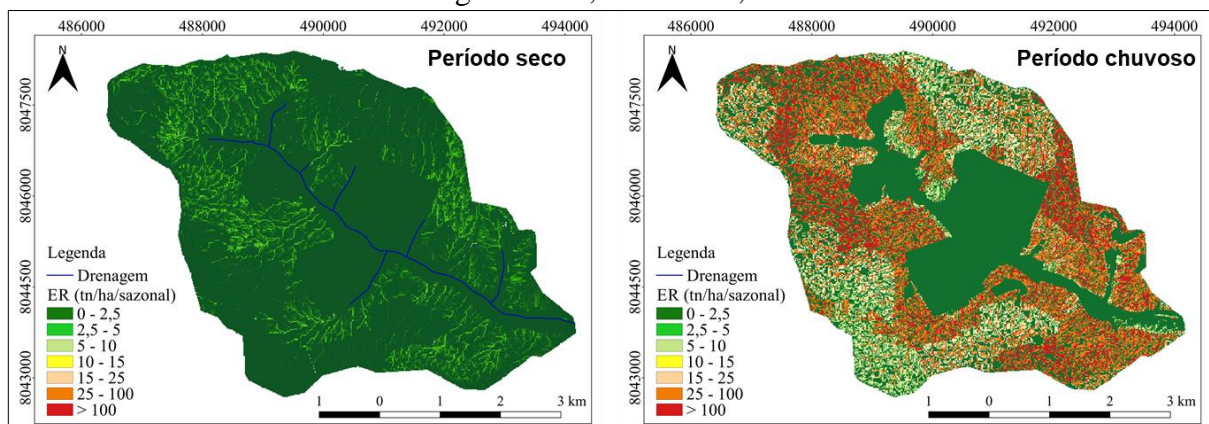 486000 488000 490000 492000 494000
Período seco
N
8047500
8046000
8044500
8043000
Legenda
Drenagem
ER (tn/ha/sazonal)
0 - 2,5
2,5 - 5
5 - 10
10 - 15
15 - 25
25 - 100
> 100
1 0 1 2 3 km
486000 488000 490000 492000 494000
Período chuvoso
N
8047500
8046000
8044500
8043000
Legenda
Drenagem
ER (tn/ha/sazonal)
0 - 2,5
2,5 - 5
5 - 10
10 - 15
15 - 25
25 - 100
> 100
1 0 1 2 3 km